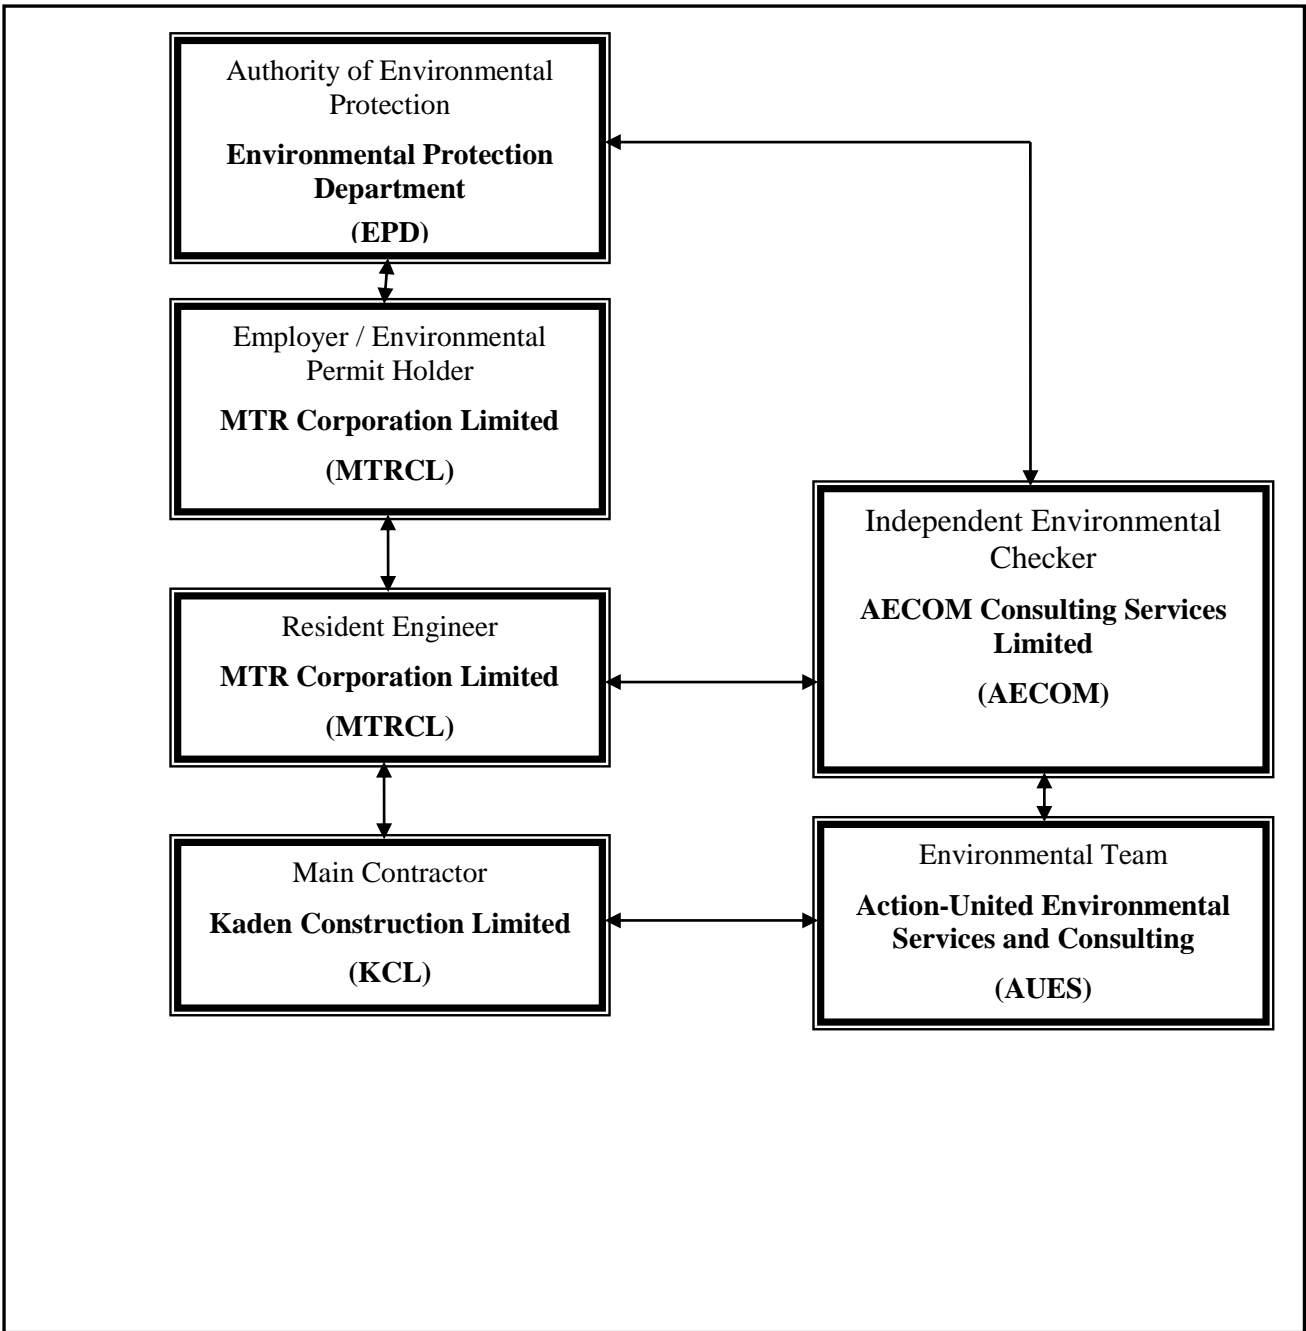 Authority of Environmental
Protection
Environmental Protection
Department
(EPD)
Employer / Environmental
Permit Holder
MTR Corporation Limited
(MTRCL)
Resident Engineer
MTR Corporation Limited
(MTRCL)
Main Contractor
Kaden Construction Limited
(KCL)
Independent Environmental
Checker
AECOM Consulting Services
Limited
(AECOM)
Environmental Team
Action-United Environmental
Services and Consulting
(AUES)